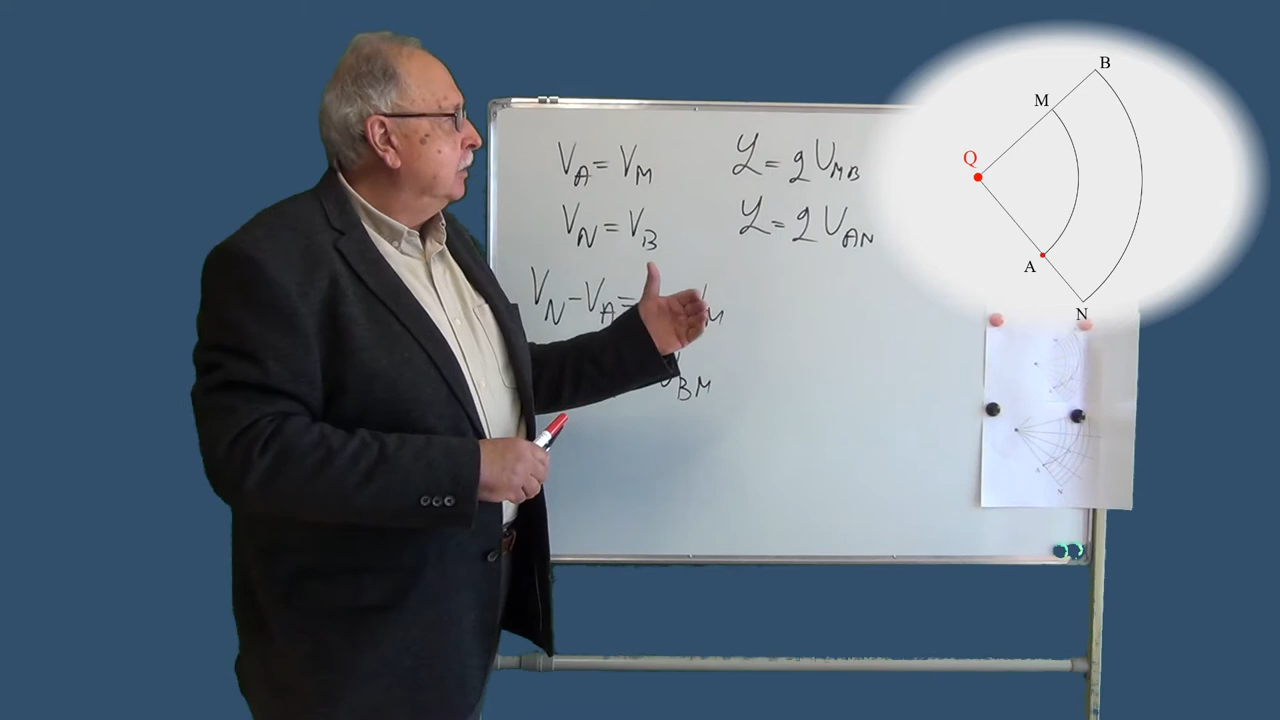 V_A = V_M
V_N = V_B
V_N - V_A =
BM
L = q U_MB
L = q U_AN
B
M
Q
A
N